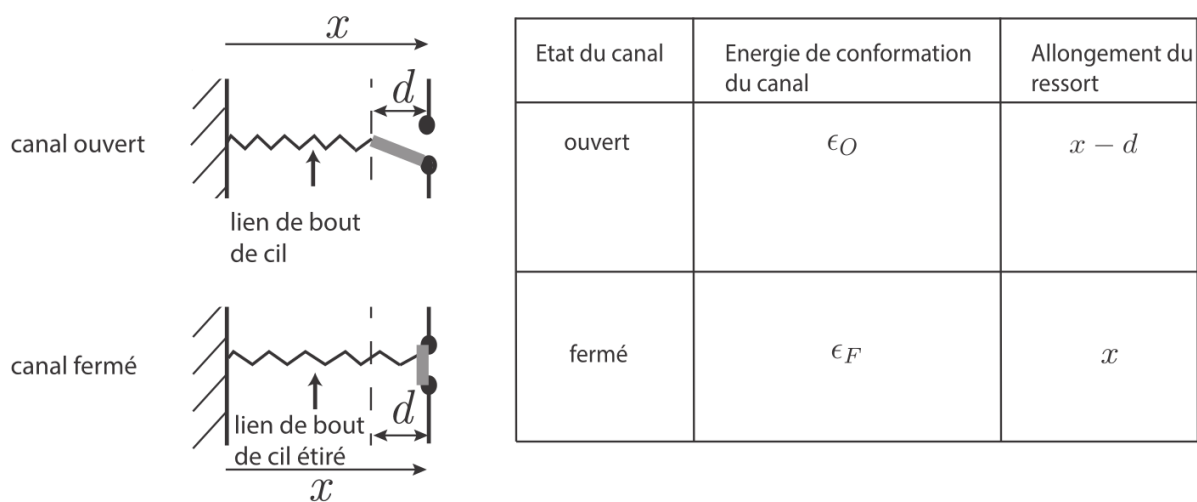 x
d
canal ouvert
lien de bout
de cil
canal fermé
d
lien de bout
de cil étiré
x
Etat du canal
Energie de conformation
du canal
Allongement du
ressort
ouvert
ϵ_O
x − d
fermé
ϵ_F
x